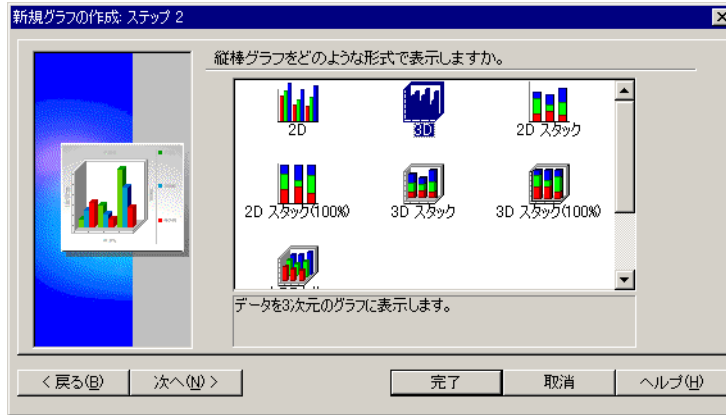 新規グラフの作成: ステップ 2
縦棒グラフをどのような形式で表示しますか。
2D
3D
2D スタック
2D スタック(100%)
3D スタック
3D スタック(100%)
データを3次元のグラフに表示します。
< 戻る(B)
次へ(N) >
完了
取消
ヘルプ(H)